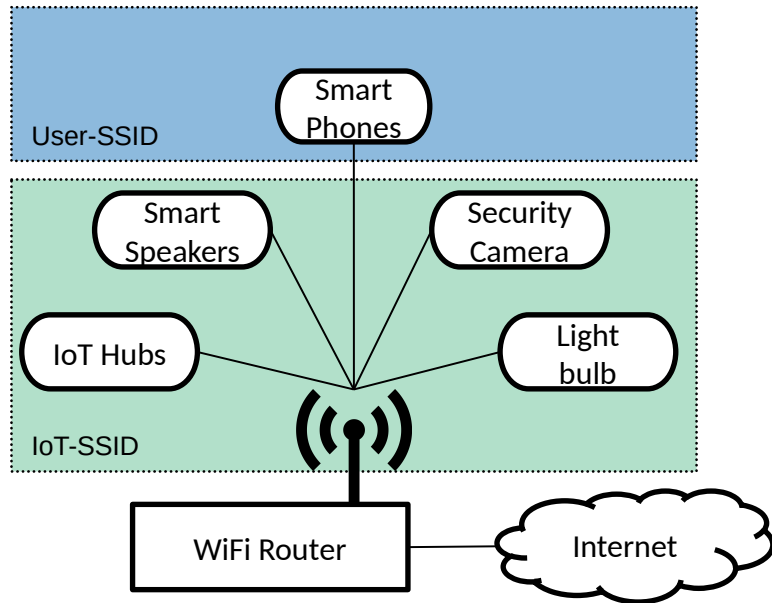 Smart
Phones
User-SSID
Smart
Speakers
Security
Camera
IoT Hubs
Light
bulb
IoT-SSID
WiFi Router
Internet